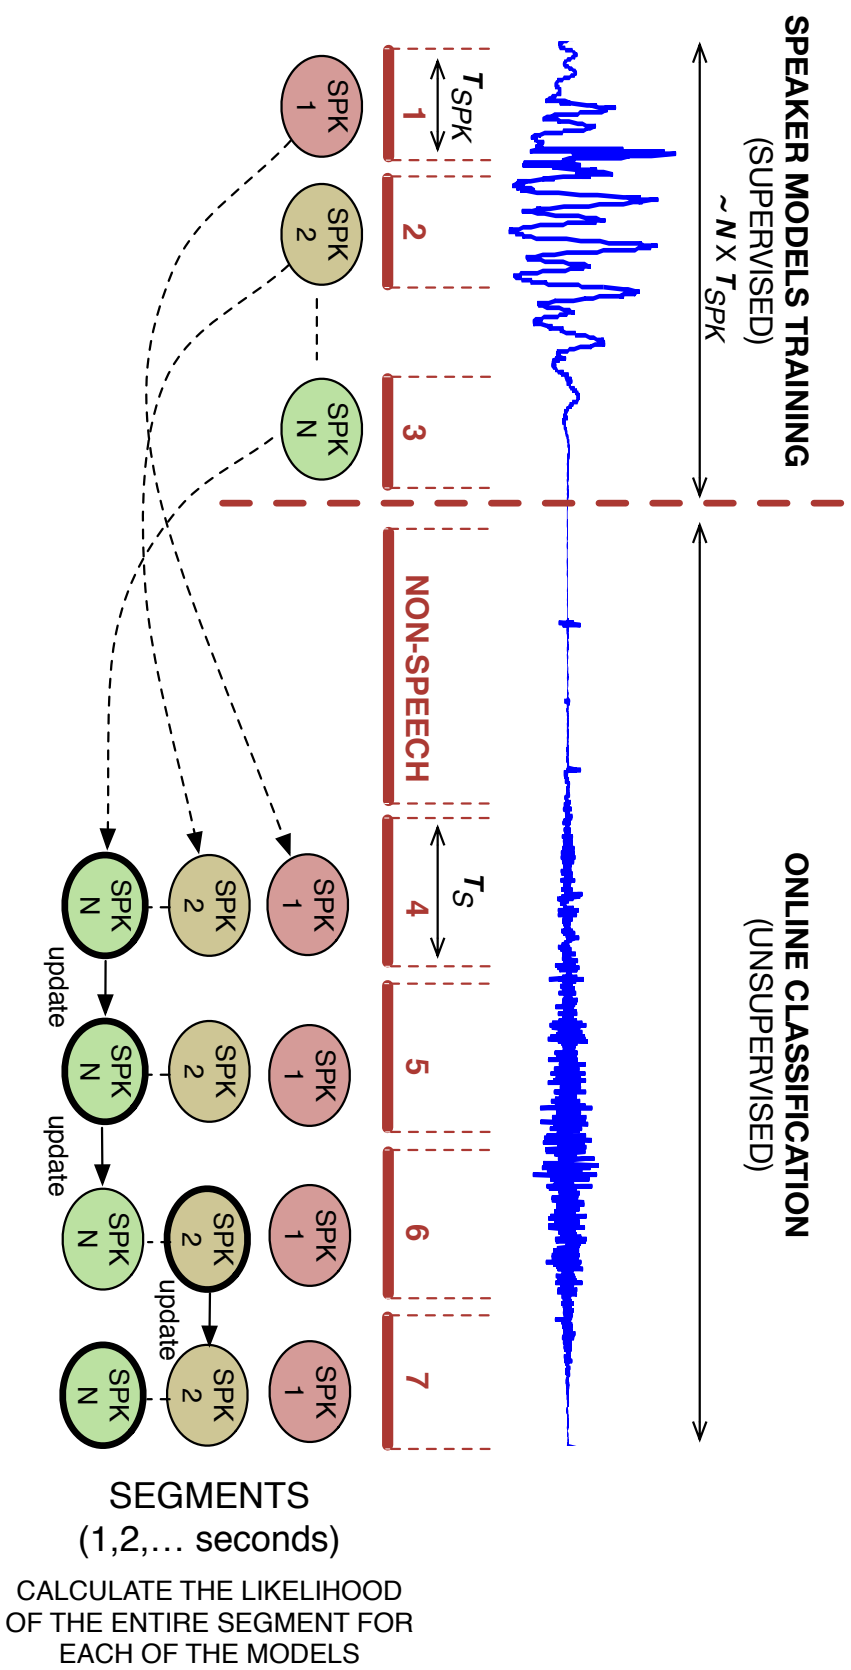 SPEAKER MODELS TRAINING
(SUPERVISED)
~ N X T SPK
ONLINE CLASSIFICATION
(UNSUPERVISED)
T SPK
1
2
3
NON-SPEECH
T S
4
5
6
7
SPK
1
SPK
2
SPK
N
SPK
1
SPK
2
SPK
N
update
SPK
1
SPK
2
SPK
N
update
SPK
1
SPK
2
update
SPK
N
SPK
1
SPK
2
SPK
N
SEGMENTS
(1,2,... seconds)
CALCULATE THE LIKELIHOOD
OF THE ENTIRE SEGMENT FOR
EACH OF THE MODELS